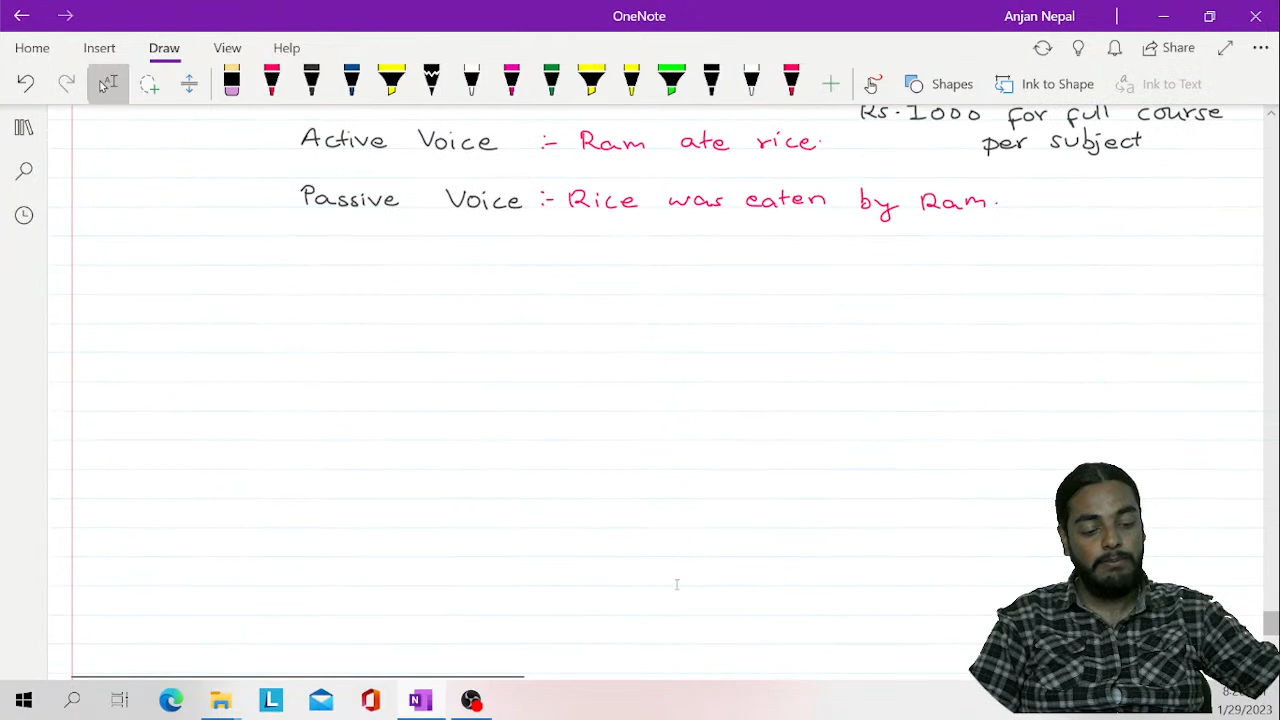 OneNote
Anjan Nepal
Home Insert Draw View Help
Share
Shapes Ink to Shape Ink to Text
Rs. 1000 for full course
Active Voice :- Ram ate rice.
per subject
Passive Voice :- Rice was eaten by Ram.
1/29/2023